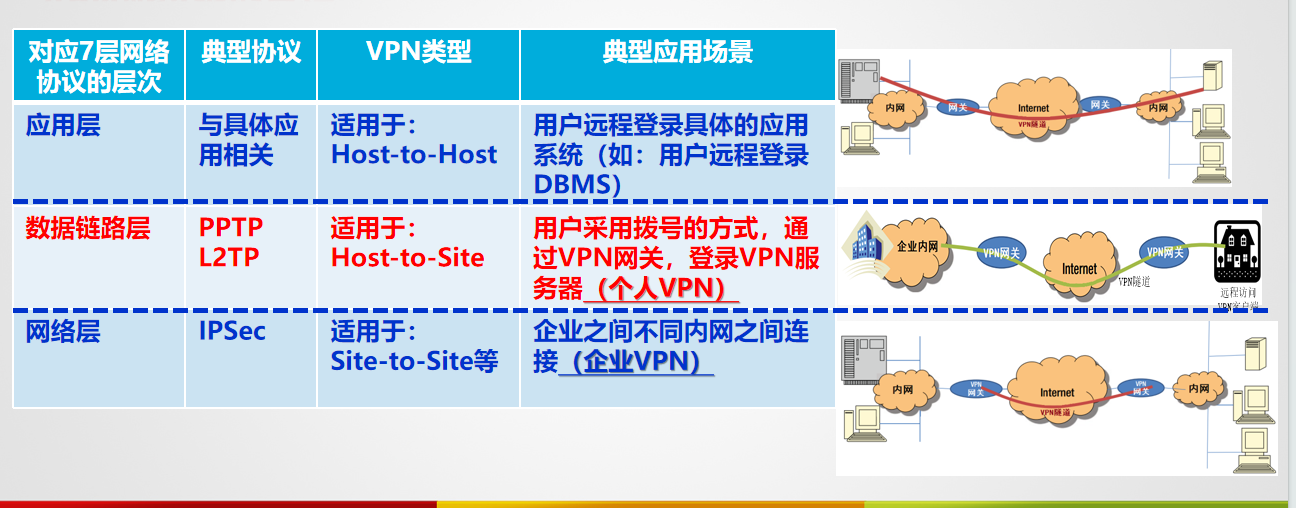 对应7层网络
协议的层次
典型协议
VPN类型
典型应用场景
应用层
与具体应
用相关
适用于：
Host-to-Host
用户远程登录具体的应用
系统（如：用户远程登录
DBMS）
内网
网关
Internet
VPN隧道
网关
内网
数据链路层
PPTP
L2TP
适用于：
Host-to-Site
用户采用拨号的方式，通
过VPN网关，登录VPN服
务器（个人VPN）
企业内网
VPN网关
Internet
VPN隧道
VPN网关
远程访问
VPN客户端
网络层
IPSec
适用于：
Site-to-Site等
企业之间不同内网之间连
接（企业VPN）
内网
VPN
网关
Internet
VPN隧道
VPN
网关
内网